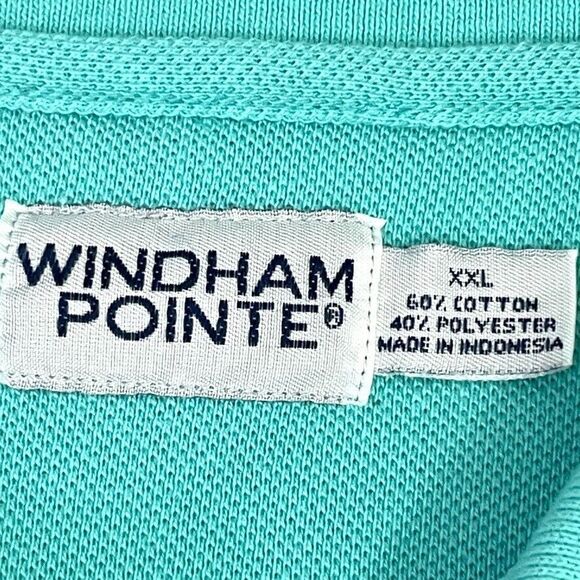 WINDHAM
POINTE®
XXL
60% COTTON
40% POLYESTER
MADE IN INDONESIA